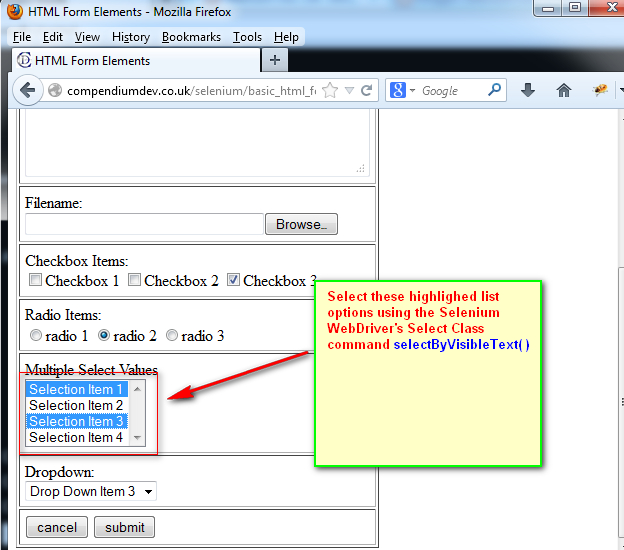 HTML Form Elements - Mozilla Firefox
File Edit View History Bookmarks Tools Help
HTML Form Elements
compendiumdev.co.uk/selenium/basic_html_fo
Google
Filename:
Browse...
Checkbox Items:
Checkbox 1 Checkbox 2 Checkbox 3
Select these highlighed list
options using the Selenium
WebDriver's Select Class
command selectByVisibleText( )
Radio Items:
radio 1 radio 2 radio 3
Multiple Select Values
Selection Item 1
Selection Item 2
Selection Item 3
Selection Item 4
Dropdown:
Drop Down Item 3
cancel submit